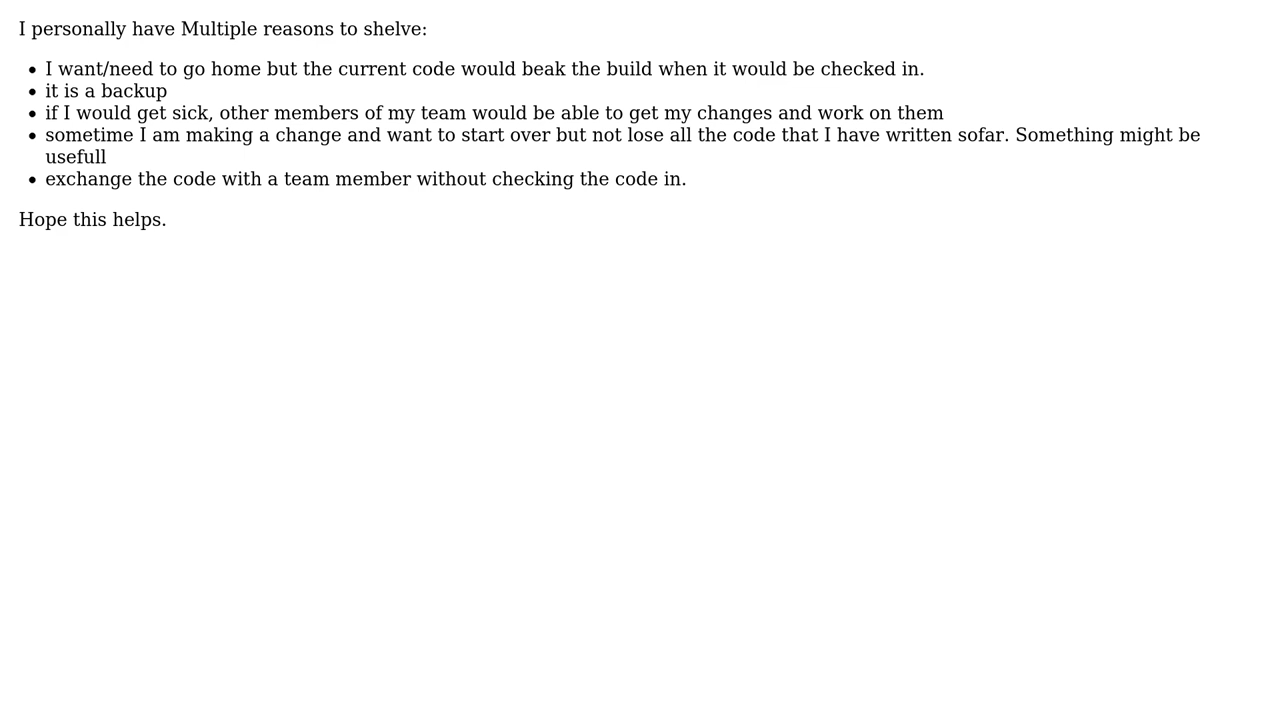 I personally have Multiple reasons to shelve:
• I want/need to go home but the current code would beak the build when it would be checked in.
• it is a backup
• if I would get sick, other members of my team would be able to get my changes and work on them
• sometime I am making a change and want to start over but not lose all the code that I have written sofar. Something might be
usefull
• exchange the code with a team member without checking the code in.
Hope this helps.